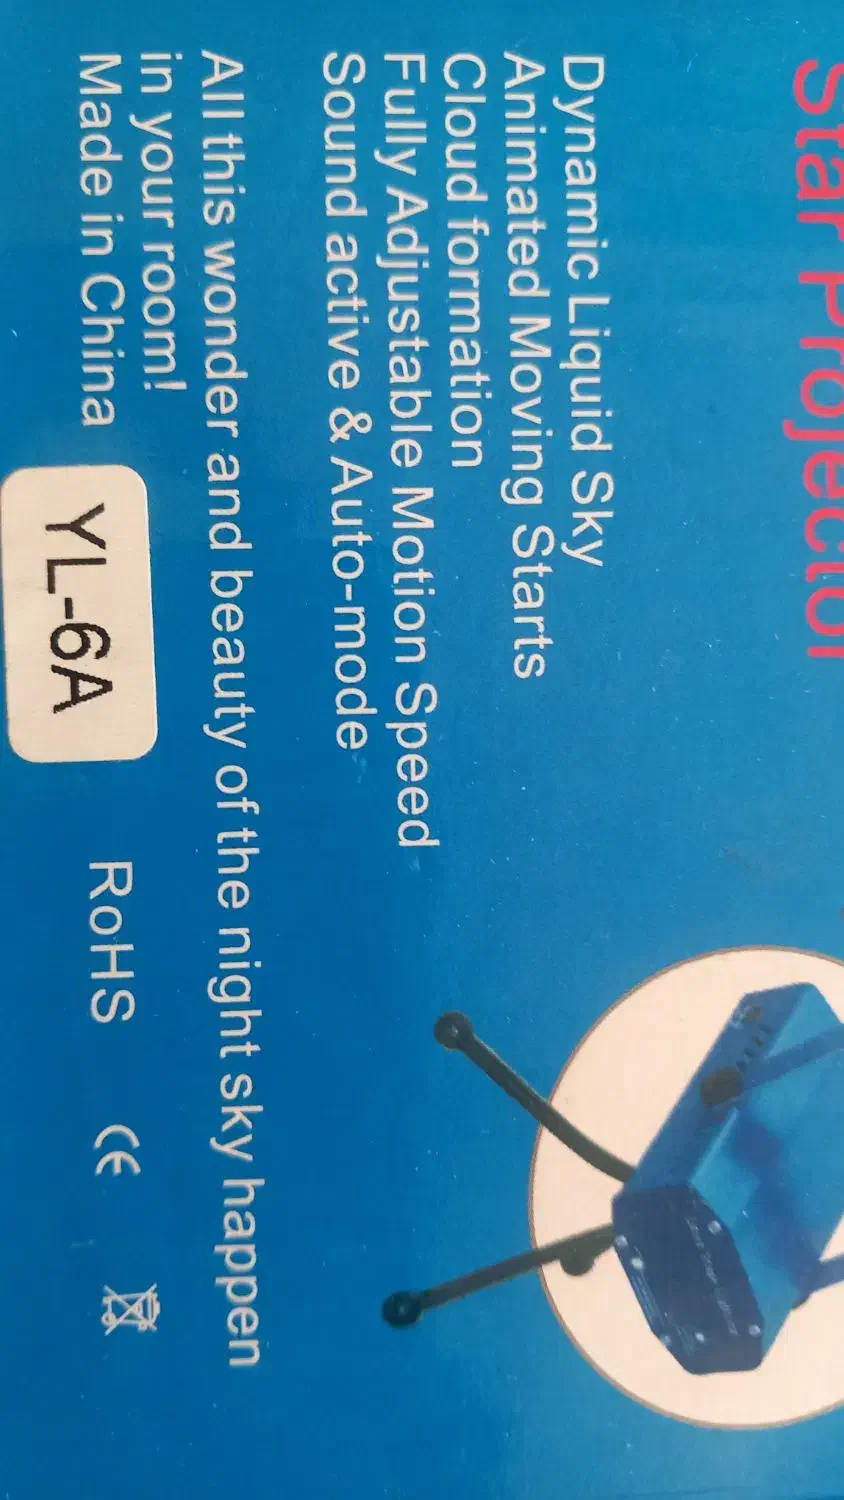 Star Projector
Dynamic Liquid Sky
Animated Moving Starts
Cloud formation
Fully Adjustable Motion Speed
Sound active & Auto-mode
All this wonder and beauty of the night sky happen
in your room!
Made in China
YL-6A
RoHS
CE